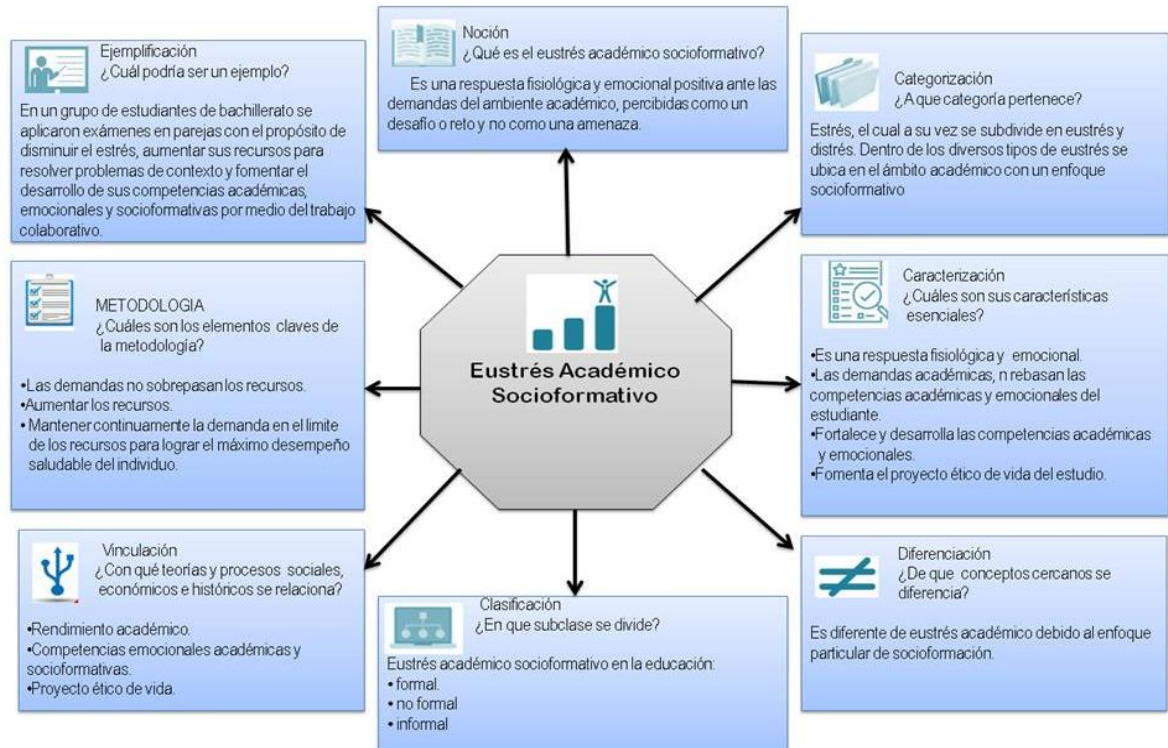 Noción
¿Qué es el eustrés académico socioformativo?
Es una respuesta fisiológica y emocional positiva ante las
demandas del ambiente académico, percibidas como un
desafío o reto y no como una amenaza.
Categorización
¿A que categoría pertenece?
Estrés, el cual a su vez se subdivide en eustrés y
distrés. Dentro de los diversos tipos de eustrés se
ubica en el ámbito académico con un enfoque
socioformativo
Caracterización
¿Cuáles son sus características
esenciales?
•Es una respuesta fisiológica y emocional.
•Las demandas académicas, n rebasan las
competencias académicas y emocionales del
estudiante.
•Fortalece y desarrolla las competencias académicas
y emocionales.
•Fomenta el proyecto ético de vida del estudio.
Diferenciación
¿De que conceptos cercanos se
diferencia?
Es diferente de eustrés académico debido al enfoque
particular de socioformación.
Clasificación
¿En que subclase se divide?
Eustrés académico socioformativo en la educación:
• formal.
• no formal
• informal
Vinculación
¿Con qué teorías y procesos sociales,
económicos e históricos se relaciona?
•Rendimiento académico.
•Competencias emocionales académicas y
socioformativas.
•Proyecto ético de vida.
METODOLOGIA
¿Cuáles son los elementos claves de
la metodología?
•Las demandas no sobrepasan los recursos.
•Aumentar los recursos.
• Mantener continuamente la demanda en el limite
de los recursos para lograr el máximo desempeño
saludable del individuo.
Ejemplificación
¿Cuál podría ser un ejemplo?
En un grupo de estudiantes de bachillerato se
aplicaron exámenes en parejas con el propósito de
disminuir el estrés, aumentar sus recursos para
resolver problemas de contexto y fomentar el
desarrollo de sus competencias académicas,
emocionales y socioformativas por medio del trabajo
colaborativo.
Eustrés Académico
Socioformativo